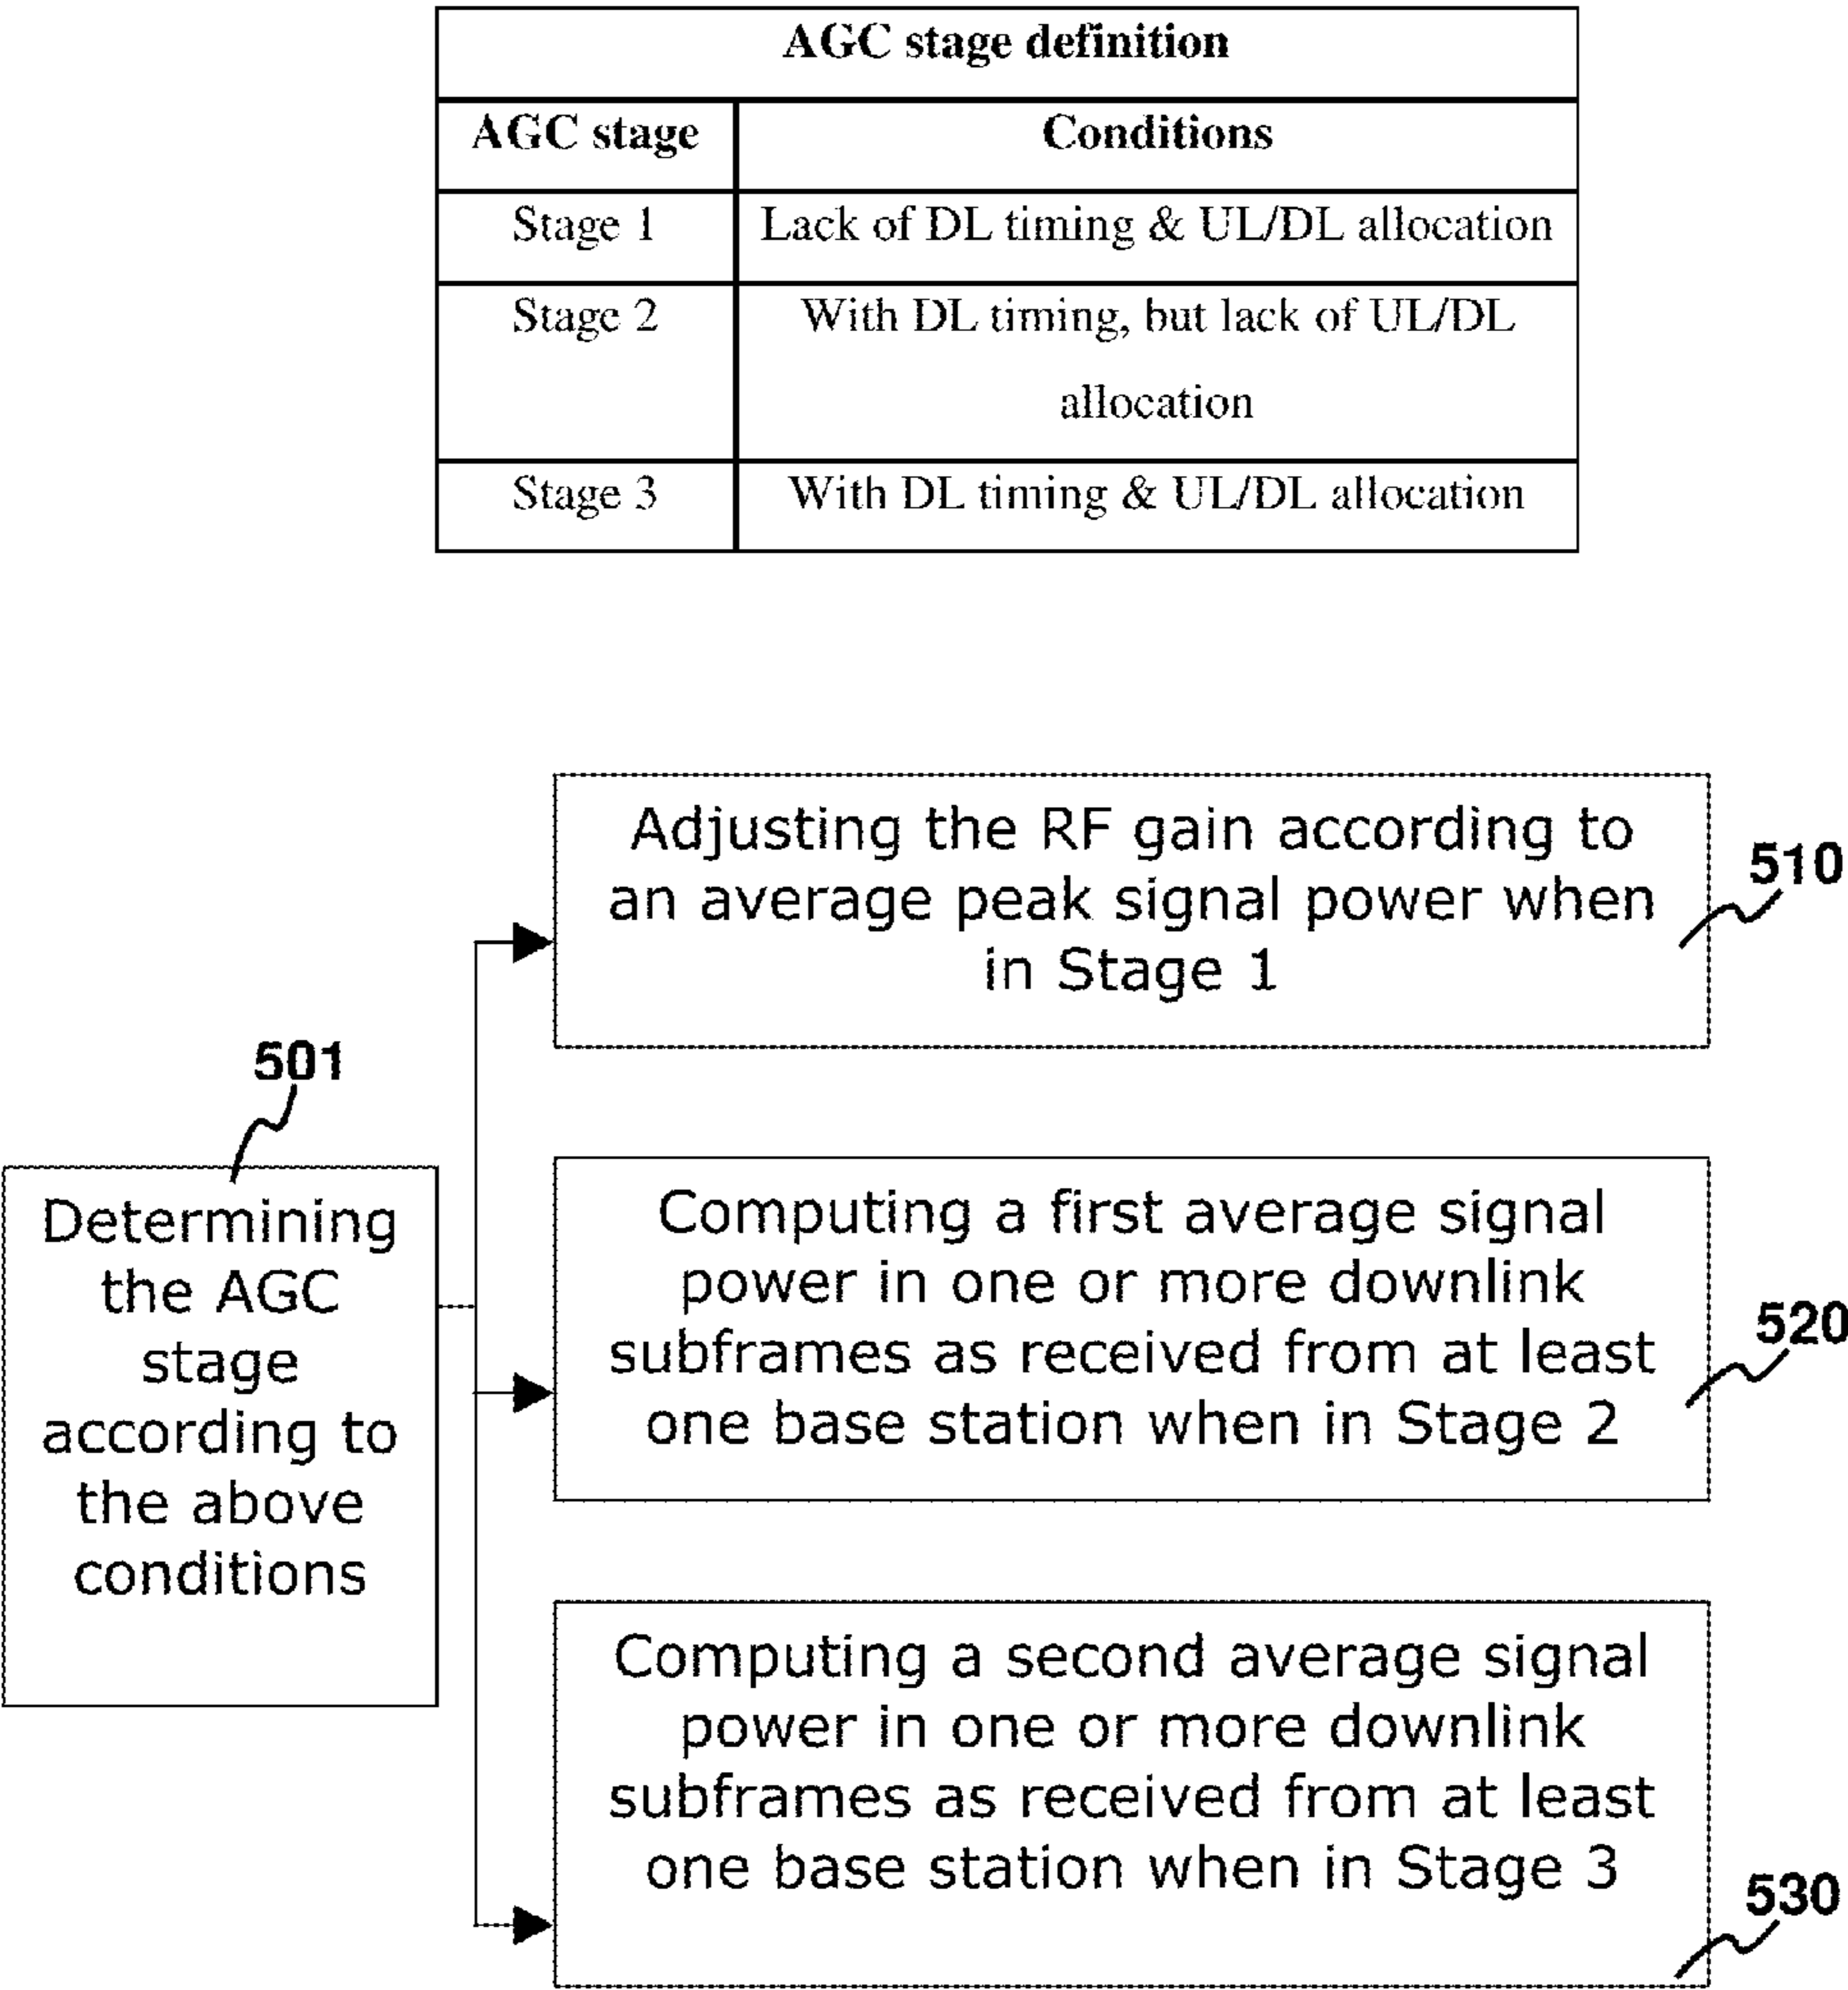 AGC stage definition
AGC stage
Conditions
Stage 1
Lack of DL timing & UL/DL allocation
Stage 2
With DL timing, but lack of UL/DL
allocation
Stage 3
With DL timing & UL/DL allocation
501
Determining
the AGC
stage
according to
the above
conditions
Adjusting the RF gain according to
an average peak signal power when
in Stage 1
510
Computing a first average signal
power in one or more downlink
subframes as received from at least
one base station when in Stage 2
520
Computing a second average signal
power in one or more downlink
subframes as received from at least
one base station when in Stage 3
530